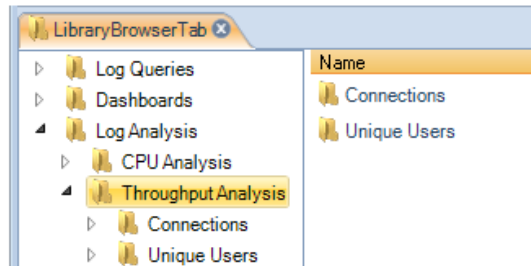 LibraryBrowserTab
Log Queries
Dashboards
Log Analysis
CPU Analysis
Throughput Analysis
Connections
Unique Users
Name
Connections
Unique Users